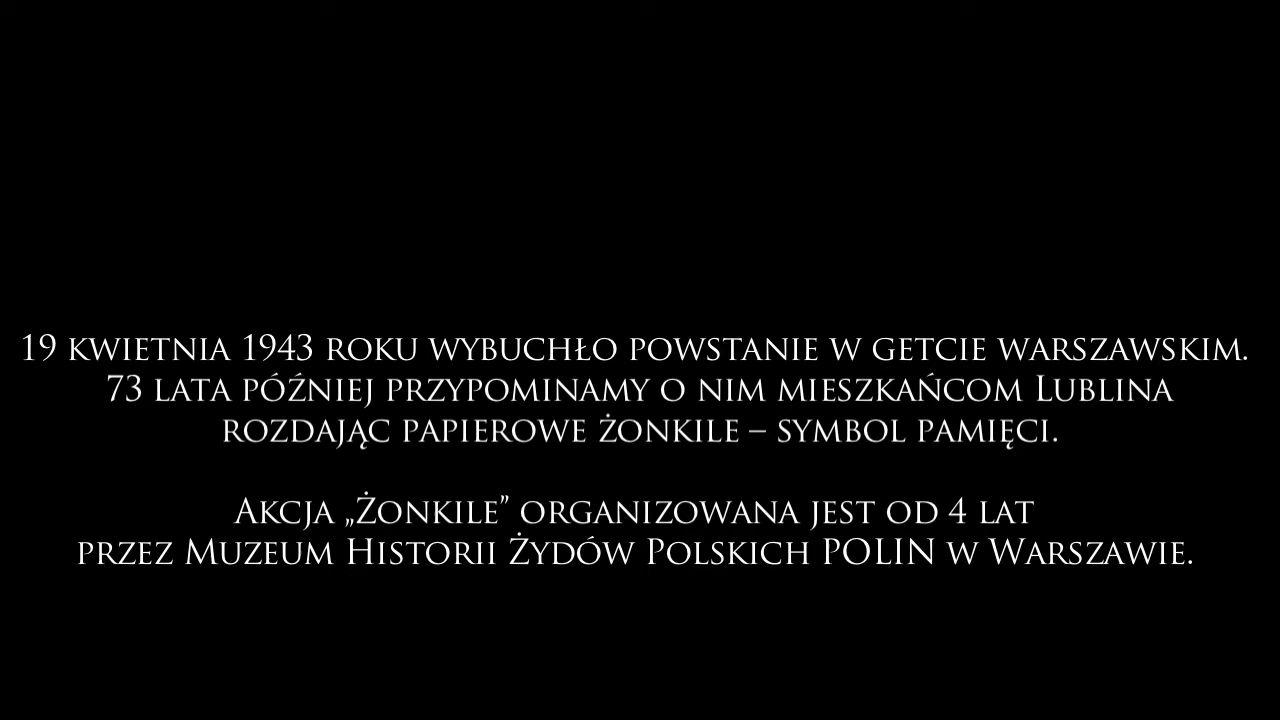 19 kwietnia 1943 roku wybuchło powstanie w getcie warszawskim.
73 lata później przypominamy o nim mieszkańcom Lublina
rozdając papierowe żonkile – symbol pamięci.
Akcja „Żonkile” organizowana jest od 4 lat
przez Muzeum Historii Żydów Polskich POLIN w Warszawie.